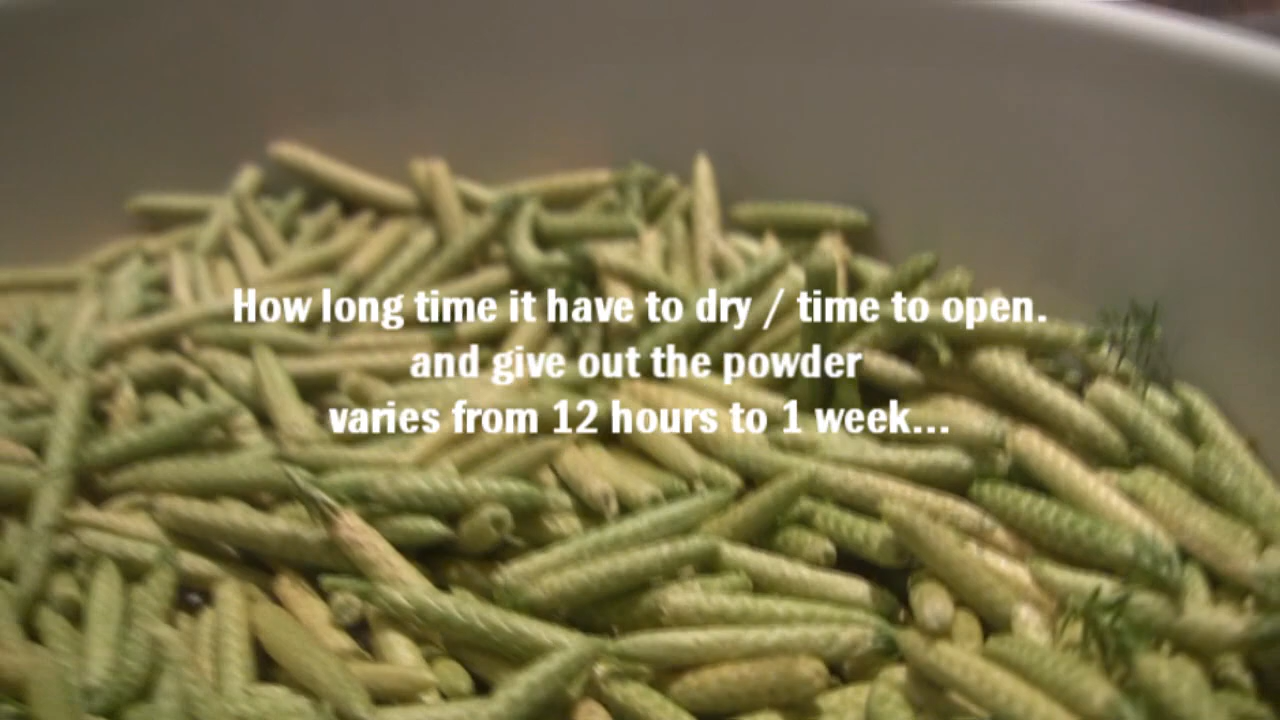 How long time it have to dry / time to open.
and give out the powder
varies from 12 hours to 1 week...